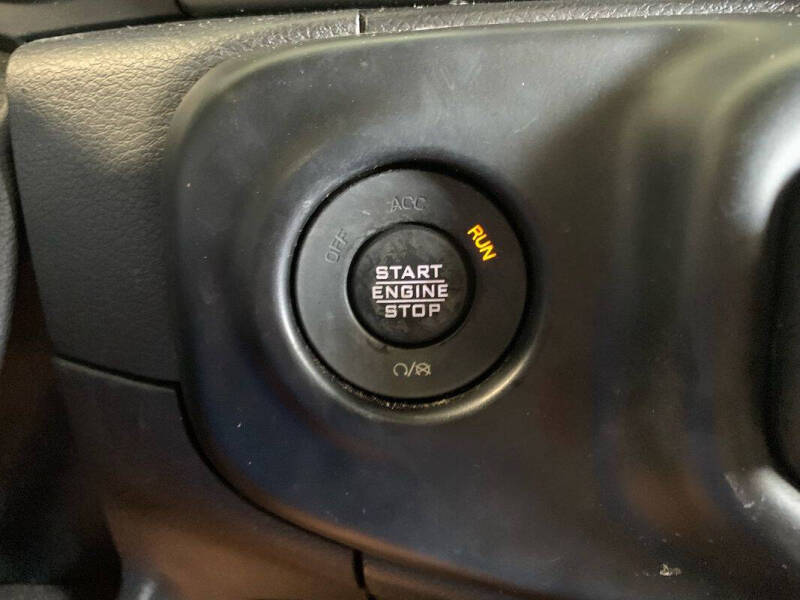 ACC
OFF
RUN
START
ENGINE
STOP